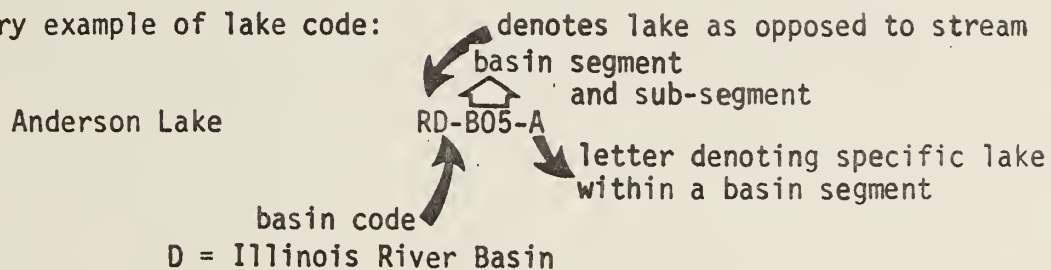 ry example of lake code:
denotes lake as opposed to stream
basin segment
and sub-segment
Anderson Lake
RD-B05-A
letter denoting specific lake
within a basin segment
basin code
D = Illinois River Basin